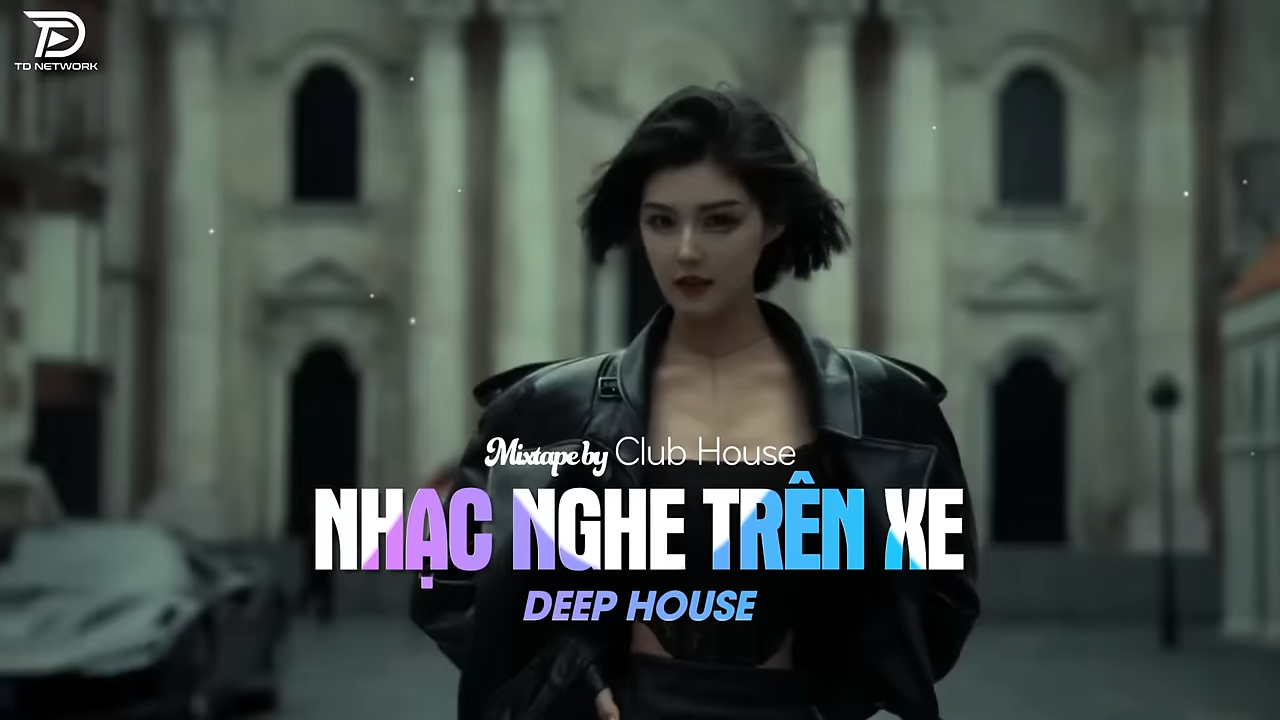 TD NETWORK
Mixtape by Club House
NHẠC NGHE TRÊN XE
DEEP HOUSE